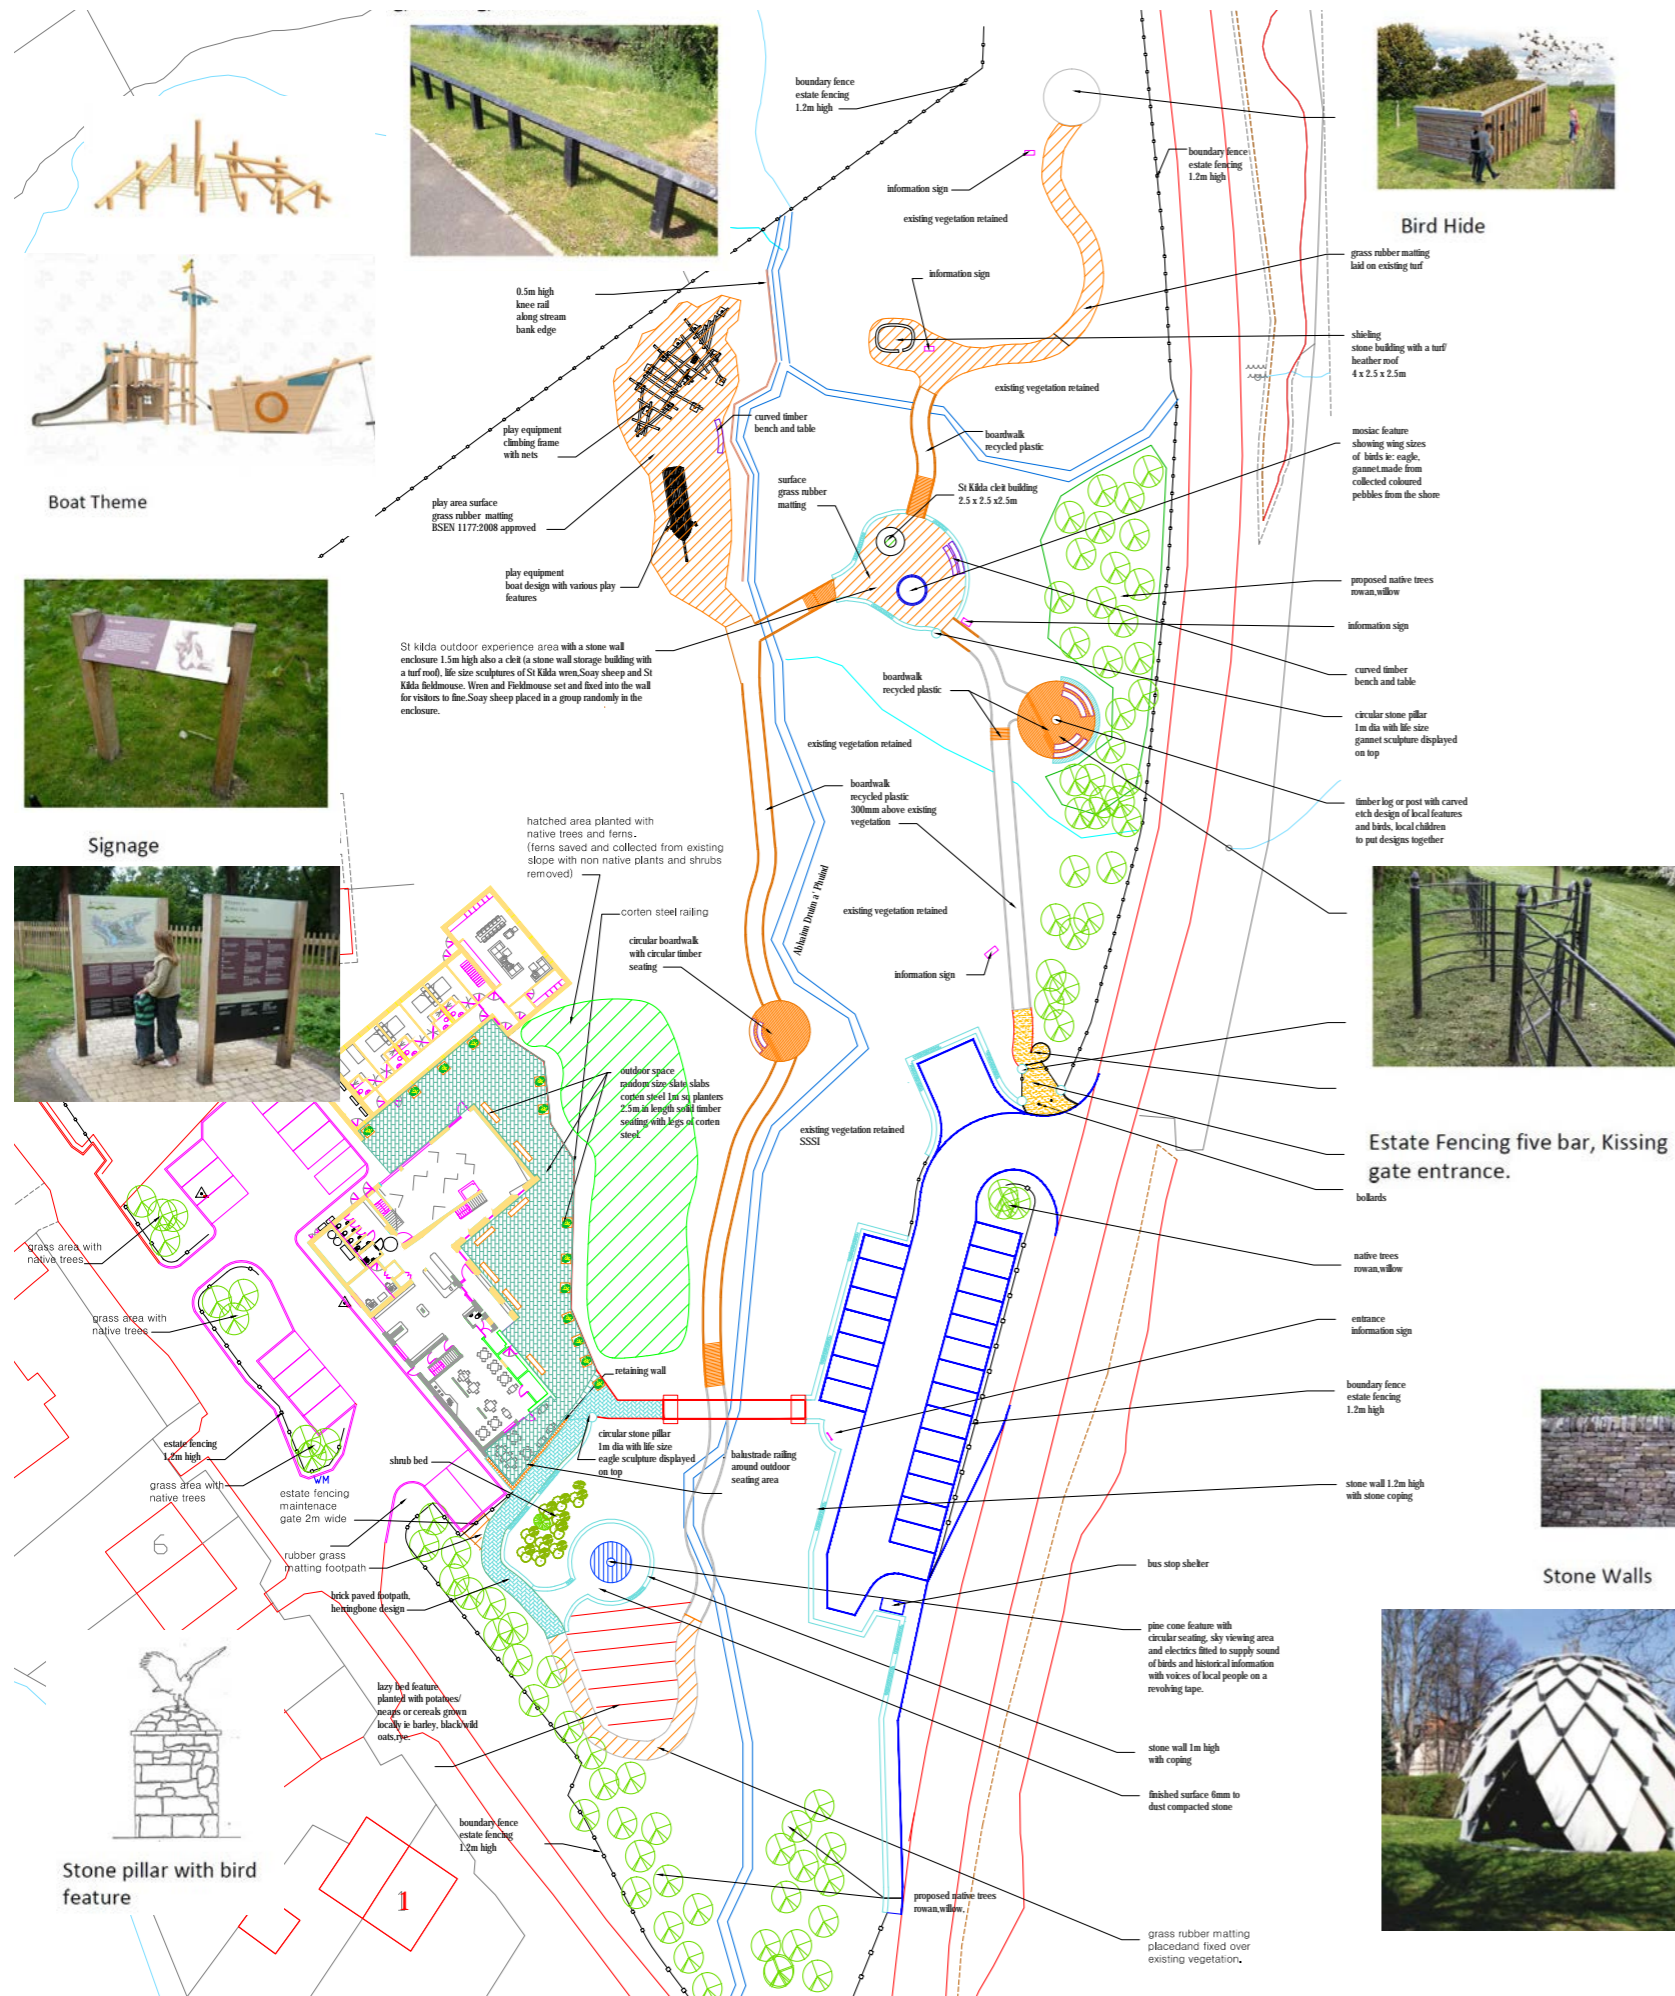 boundary fence
estate fencing
1.2m high
boundary fence
estate fencing
1.2m high
information sign
existing vegetation retained
Bird Hide
grass rubber matting
laid on existing turf
information sign
0.5m high
knee rail
along stream
bank edge
shieling
stone building with a turf/
heather roof
4 x 2.5 x 2.5m
existing vegetation retained
curved timber
bench and table
play equipment
climbing frame
with nets
boardwalk
recycled plastic
mosiac feature
showing wing sizes
of birds ie: eagle,
gannet.made from
collected coloured
pebbles from the shore
Boat Theme
surface
grass rubber
matting
St Kilda cleit building
2.5 x 2.5 x2.5m
play area surface
grass rubber matting
BSEN 1177:2008 approved
play equipment
boat design with various play
features
proposed native trees
rowan,willow
information sign
St kilda outdoor experience area with a stone wall
enclosure 1.5m high also a cleit (a stone wall storage building with
a turf roof), life size sculptures of St Kilda wren,Soay sheep and St
Kilda fieldmouse. Wren and Fieldmouse set and fixed into the wall
for visitors to fine.Soay sheep placed in a group randomly in the
enclosure.
boardwalk
recycled plastic
curved timber
bench and table
circular stone pillar
1m dia with life size
gannet sculpture displayed
on top
existing vegetation retained
boardwalk
recycled plastic
300mm above existing
vegetation
timber log or post with carved
etch design of local features
and birds, local children
to put designs together
Signage
hatched area planted with
native trees and ferns.
(ferns saved and collected from existing
slope with non native plants and shrubs
removed)
corten steel railing
circular boardwalk
with circular timber
seating
Abhainn Druim a' Phuind
existing vegetation retained
information sign
outdoor space
random size slate slabs
corten steel 1m sq planters
2.5m in length solid timber
seating with legs of corten
steel.
existing vegetation retained
SSSI
Estate Fencing five bar, Kissing
gate entrance.
bollards
grass area with
native trees
native trees
rowan,willow
grass area with
native trees
entrance
information sign
retaining wall
boundary fence
estate fencing
1.2m high
estate fencing
1.2m high
shrub bed
circular stone pillar
1m dia with life size
eagle sculpture displayed
on top
balustrade railing
around outdoor
seating area
wM
grass area with
native trees
estate fencing
maintenace
gate 2m wide
stone wall 1.2m high
with stone coping
6
rubber grass
matting footpath
bus stop shelter
Stone Walls
brick paved footpath,
herringbone design
pine cone feature with
circular seating, sky viewing area
and electrics fitted to supply sound
of birds and historical information
with voices of local people on a
revolving tape.
lazy bed feature
planted with potatoes/
neaps or cereals grown
locally ie barley, black/wild
oats,rye.
stone wall 1m high
with coping
finished surface 6mm to
dust compacted stone
boundary fence
estate fencing
1.2m high
Stone pillar with bird
feature
1
proposed native trees
rowan,willow,
grass rubber matting
placedand fixed over
existing vegetation.